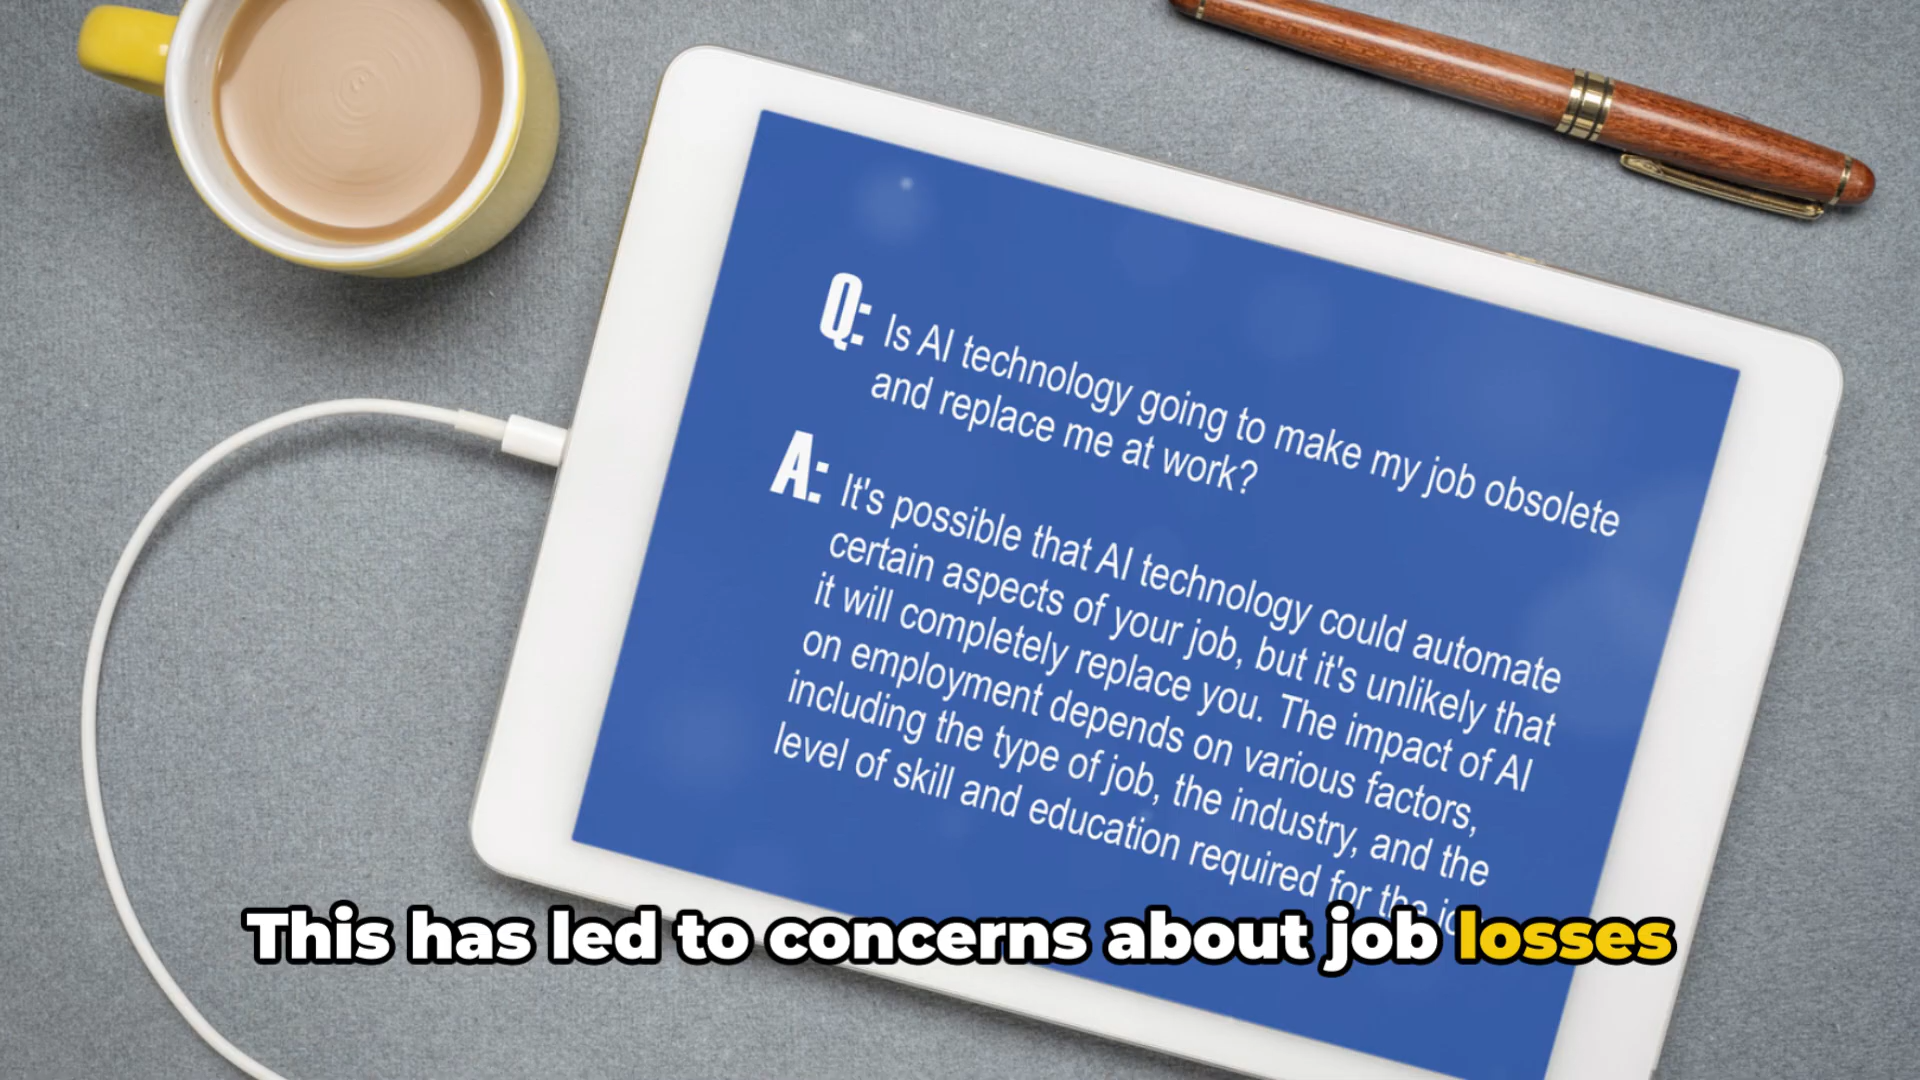 Q: Is AI technology going to make my job obsolete
and replace me at work?
A: It's possible that AI technology could automate
certain aspects of your job, but it's unlikely that
it will completely replace you. The impact of AI
on employment depends on various factors,
including the type of job, the industry, and the
level of skill and education required for the
This has led to concerns about job losses